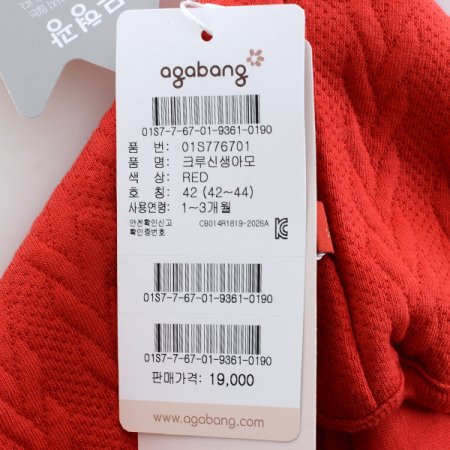 agabang
01S7-7-67-01-9361-0190
품 번: 01S776701
품 명: 크루신생아모
색 상: RED
호 칭: 42 (42~44)
사용연령: 1~3개월
안전확인신고
확인증번호 : CB014R1819-2026A
01S7-7-67-01-9361-0190
01S7-7-67-01-9361-0190
판매가격: 19,000
www.agabang.com